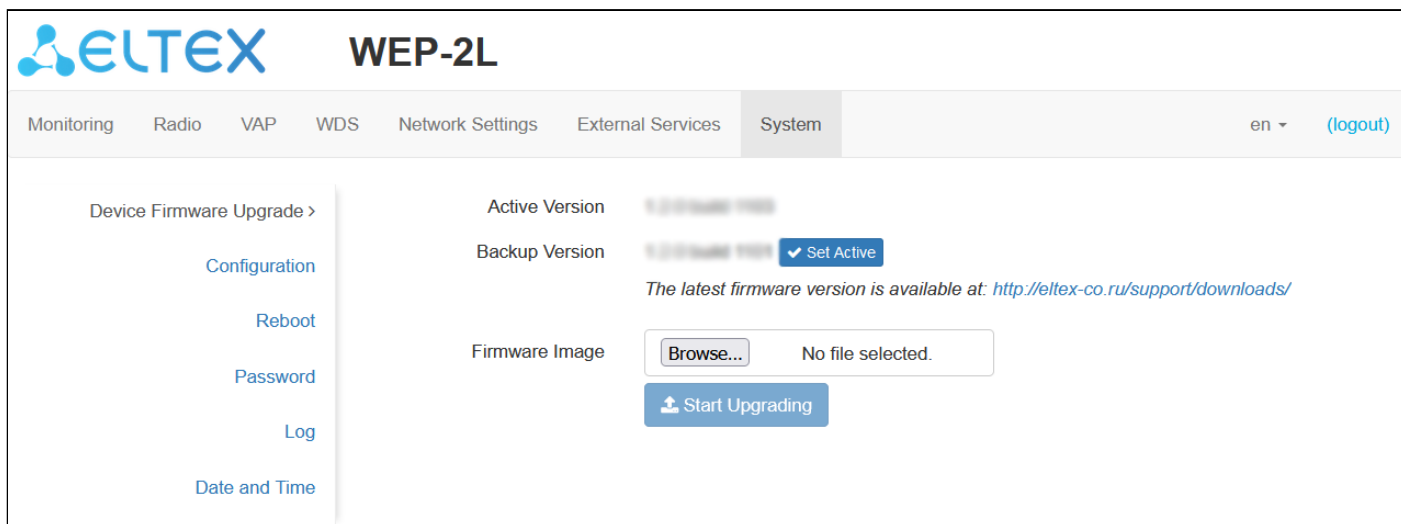 ELTEX WEP-2L
Monitoring Radio VAP WDS Network Settings External Services System en (logout)
Device Firmware Upgrade >
Configuration
Reboot
Password
Log
Date and Time
Active Version
Backup Version Set Active
The latest firmware version is available at: http://eltex-co.ru/support/downloads/
Firmware Image Browse... No file selected.
Start Upgrading